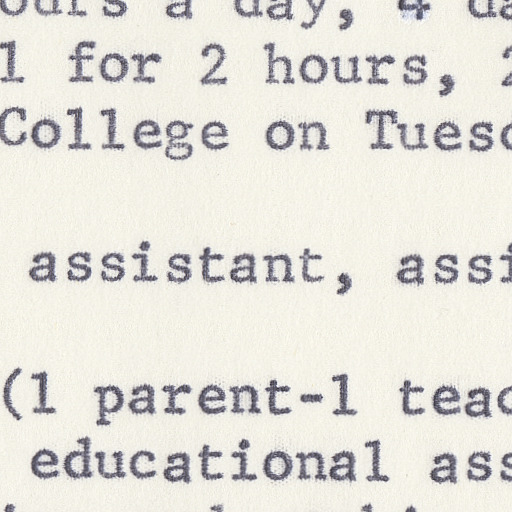 ours a day, 4 da
1 for 2 hours, 2
College on Tuesd
assistant, assi
(1 parent-1 teac
educational ass